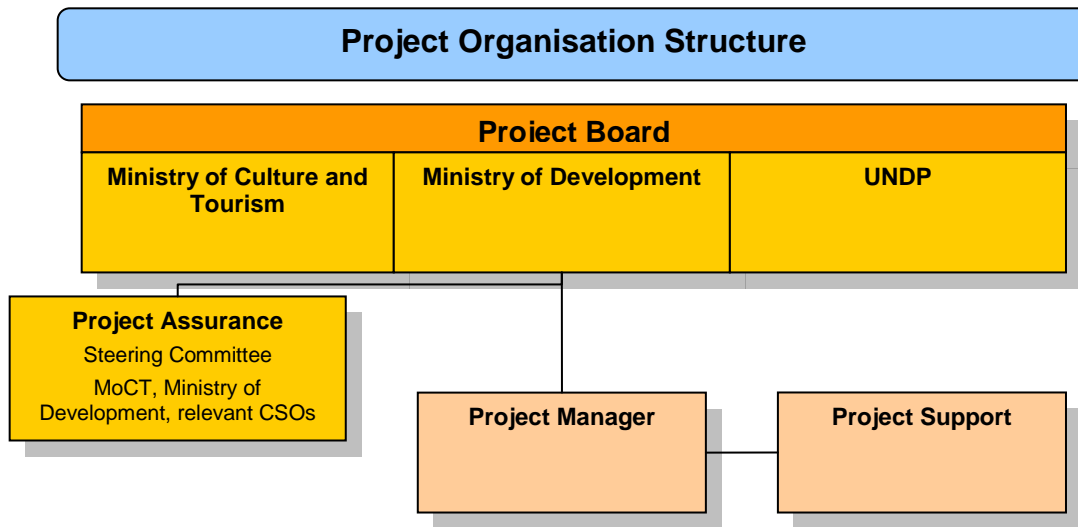 Project Organisation Structure
Project Board
Ministry of Culture and
Tourism
Ministry of Development
UNDP
Project Assurance
Steering Committee
MoCT, Ministry of
Development, relevant CSOs
Project Manager
Project Support